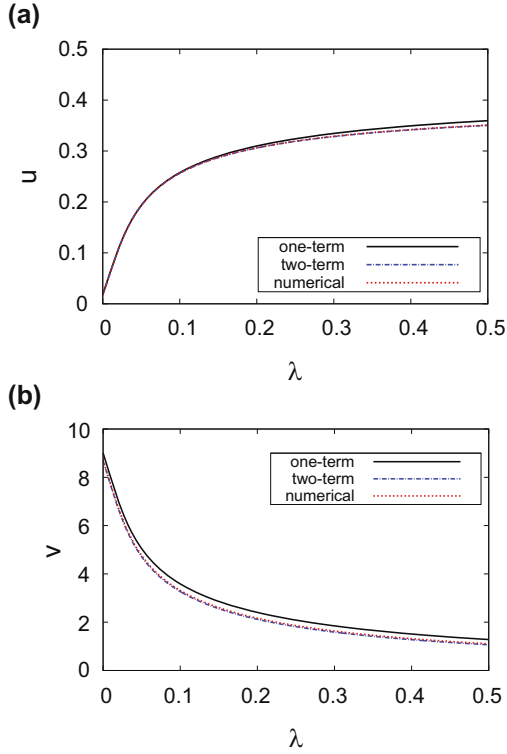 (a)
0.5
0.4
0.3
0.2
0.1
0
u
one-term
two-term
numerical
0 0.1 0.2 0.3 0.4 0.5
λ
(b)
10
8
6
4
2
0
v
one-term
two-term
numerical
0 0.1 0.2 0.3 0.4 0.5
λ